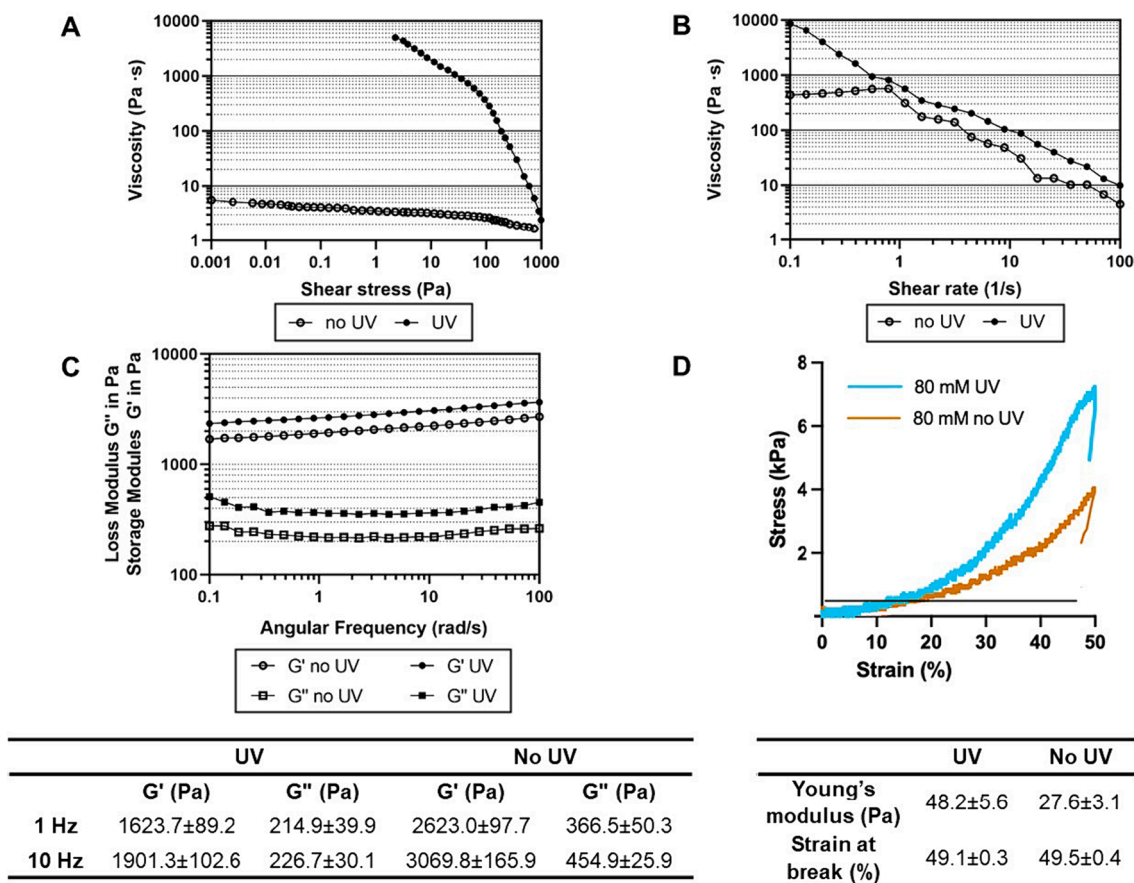 A
Viscosity (Pa ·s)
10000
1000
100
10
1
0.001 0.01 0.1 1 10 100 1000
Shear stress (Pa)
no UV UV
B
Viscosity (Pa ·s)
10000
1000
100
10
1
0.1 1 10 100
Shear rate (1/s)
no UV UV
C
Loss Modulus G'' in Pa
Storage Modules G' in Pa
10000
1000
100
0.1 1 10 100
Angular Frequency (rad/s)
G' no UV G' UV
G'' no UV G'' UV
D
Stress (kPa)
8
6
4
2
80 mM UV
80 mM no UV
0 10 20 30 40 50
Strain (%)
UV No UV
G' (Pa) G'' (Pa) G' (Pa) G'' (Pa)
1 Hz 1623.7±89.2 214.9±39.9 2623.0±97.7 366.5±50.3
10 Hz 1901.3±102.6 226.7±30.1 3069.8±165.9 454.9±25.9
UV No UV
Young's
modulus (Pa) 48.2±5.6 27.6±3.1
Strain at
break (%) 49.1±0.3 49.5±0.4